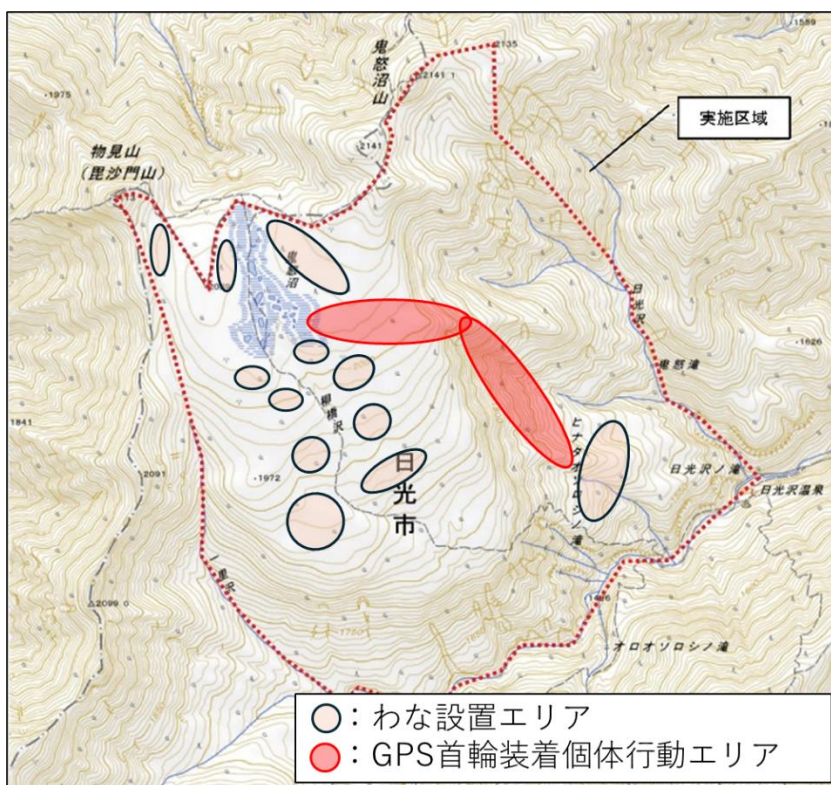 1589
2135
鬼怒沼山
2141
・1975
2141
実施区域
物見山
(毘沙門山)
鬼怒沼
日光沢
・1626
鬼怒滝
柳橋沢
1841
2091
・1972
日光市
ヒナタオソロシノ滝
日光沢ノ滝
日光沢温泉
一里沢
△2099
オロオソロシノ滝
:わな設置エリア
:GPS首輪装着個体行動エリア